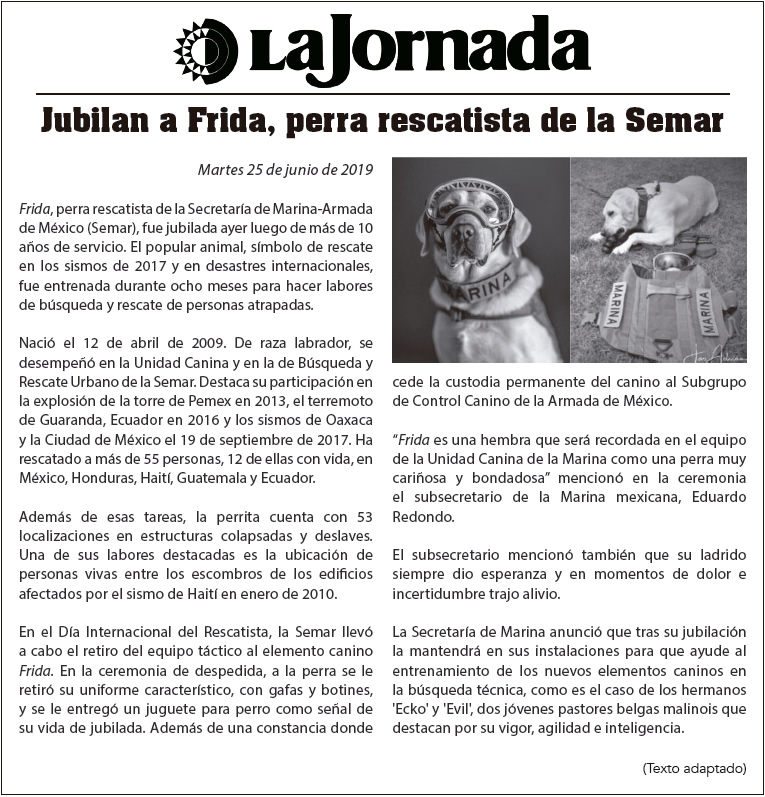 LaJornada
Jubilan a Frida, perra rescatista de la Semar
Martes 25 de junio de 2019
Frida, perra rescatista de la Secretaría de Marina-Armada
de México (Semar), fue jubilada ayer luego de más de 10
años de servicio. El popular animal, símbolo de rescate
en los sismos de 2017 y en desastres internacionales,
fue entrenada durante ocho meses para hacer labores
de búsqueda y rescate de personas atrapadas.
Nació el 12 de abril de 2009. De raza labrador, se
desempeñó en la Unidad Canina y en la de Búsqueda y
Rescate Urbano de la Semar. Destaca su participación en
la explosión de la torre de Pemex en 2013, el terremoto
de Guaranda, Ecuador en 2016 y los sismos de Oaxaca
y la Ciudad de México el 19 de septiembre de 2017. Ha
rescatado a más de 55 personas, 12 de ellas con vida, en
México, Honduras, Haití, Guatemala y Ecuador.
Además de esas tareas, la perrita cuenta con 53
localizaciones en estructuras colapsadas y deslaves.
Una de sus labores destacadas es la ubicación de
personas vivas entre los escombros de los edificios
afectados por el sismo de Haití en enero de 2010.
En el Día Internacional del Rescatista, la Semar llevó
a cabo el retiro del equipo táctico al elemento canino
Frida. En la ceremonia de despedida, a la perra se le
retiró su uniforme característico, con gafas y botines,
y se le entregó un juguete para perro como señal de
su vida de jubilada. Además de una constancia donde
MARINA
MARINA
MARINA
cede la custodia permanente del canino al Subgrupo
de Control Canino de la Armada de México.
“Frida es una hembra que será recordada en el equipo
de la Unidad Canina de la Marina como una perra muy
cariñosa y bondadosa” mencionó en la ceremonia
el subsecretario de la Marina mexicana, Eduardo
Redondo.
El subsecretario mencionó también que su ladrido
siempre dio esperanza y en momentos de dolor e
incertidumbre trajo alivio.
La Secretaría de Marina anunció que tras su jubilación
la mantendrá en sus instalaciones para que ayude al
entrenamiento de los nuevos elementos caninos en
la búsqueda técnica, como es el caso de los hermanos
'Ecko' y 'Evil', dos jóvenes pastores belgas malinois que
destacan por su vigor, agilidad e inteligencia.
(Texto adaptado)